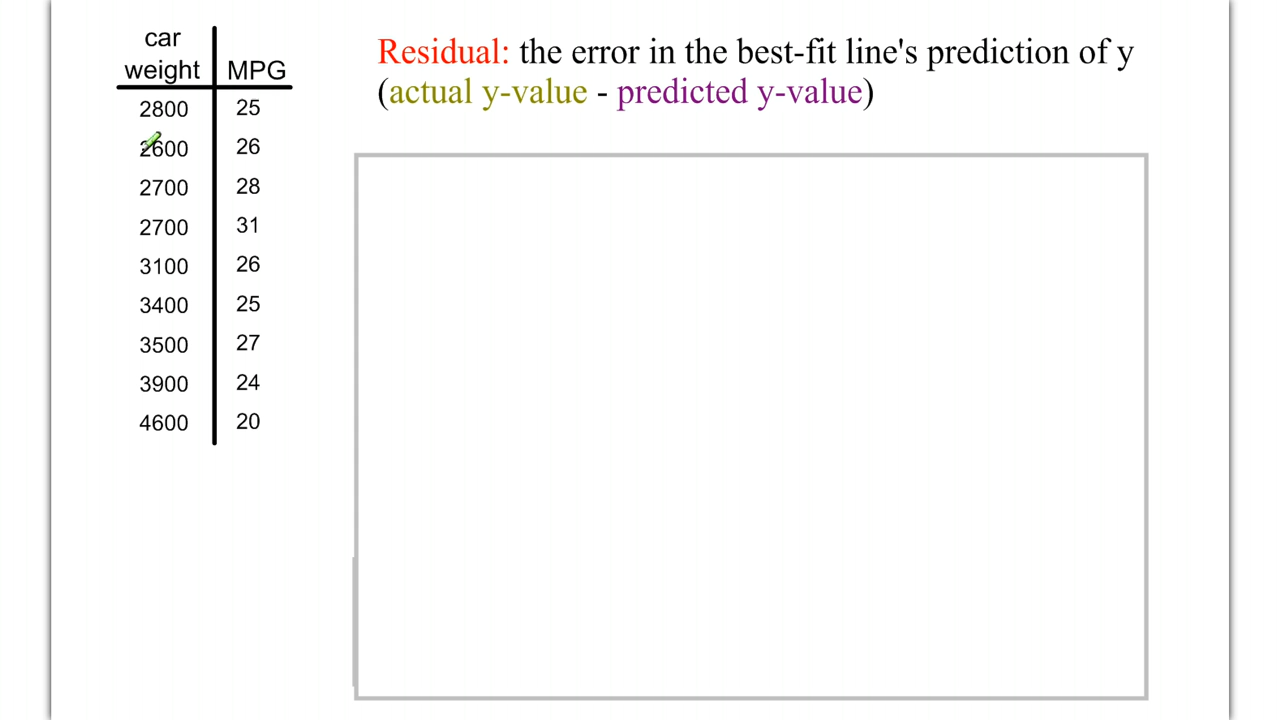 car
weight MPG
2800 25
2600 26
2700 28
2700 31
3100 26
3400 25
3500 27
3900 24
4600 20
Residual: the error in the best-fit line's prediction of y
(actual y-value - predicted y-value)